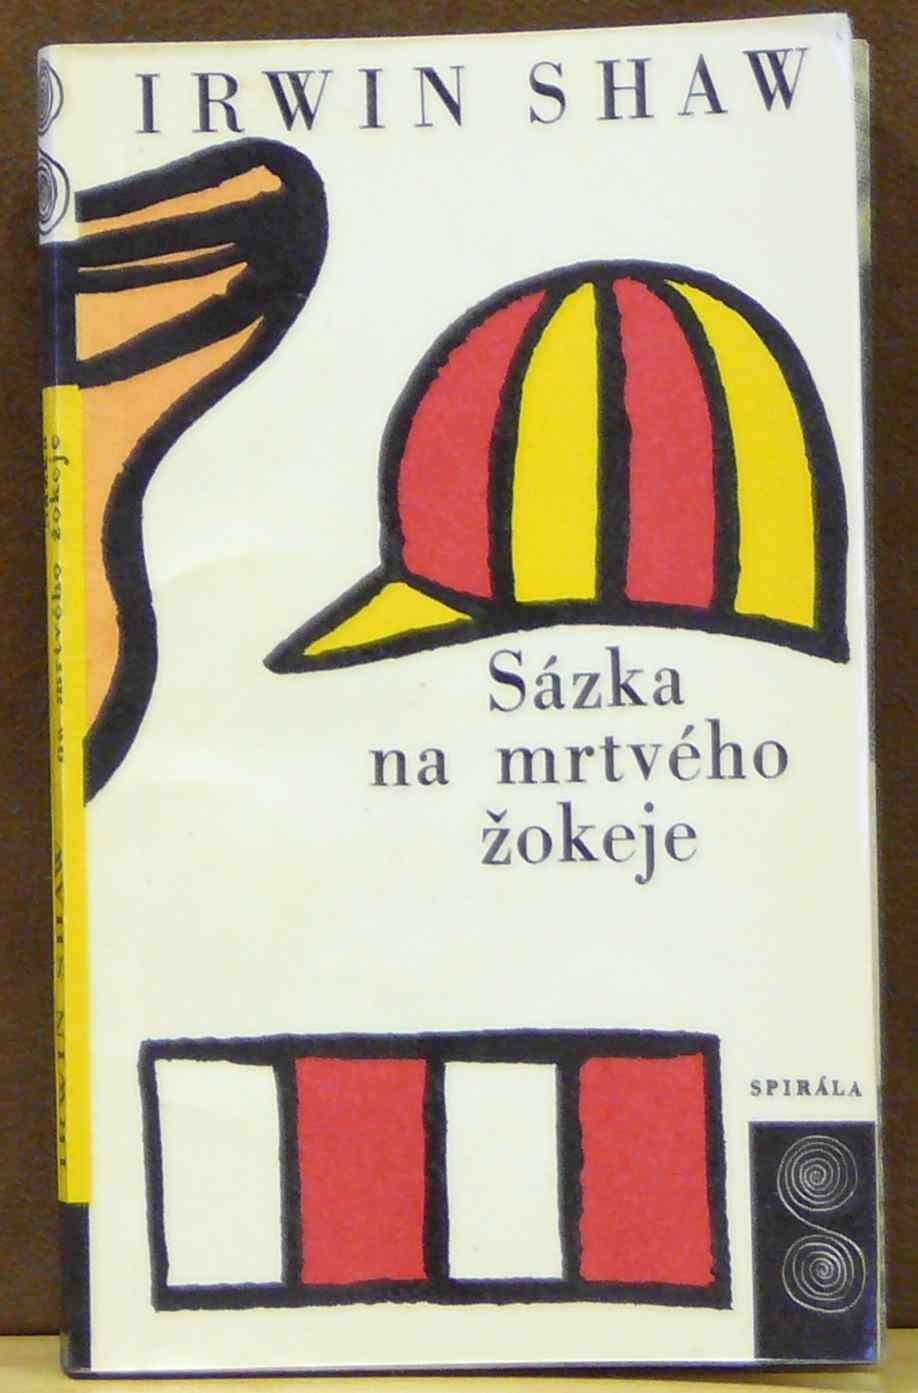 IRWIN SHAW
Sázka
na mrtvého
žokeje
SPIRÁLA
IRWIN SHAW
na mrtvého žokeje